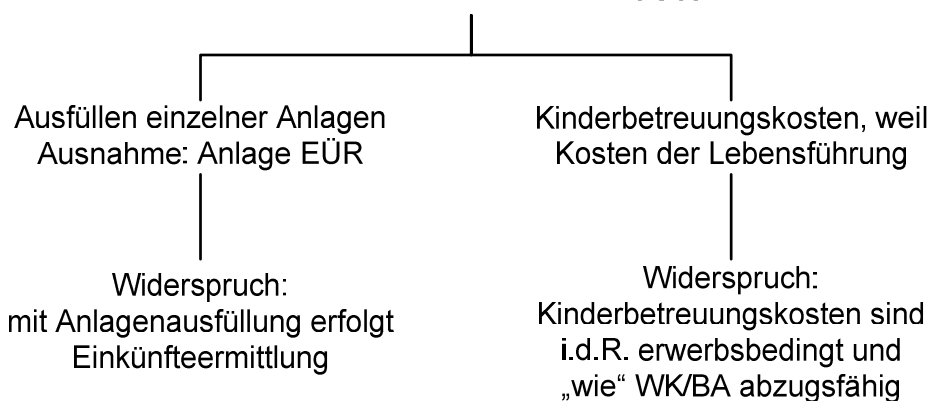 Ausfüllen einzelner Anlagen
Ausnahme: Anlage EÜR
Kinderbetreuungskosten, weil
Kosten der Lebensführung
Widerspruch:
mit Anlagenausfüllung erfolgt
Einkünfteermittlung
Widerspruch:
Kinderbetreuungskosten sind
i.d.R. erwerbsbedingt und
„wie“ WK/BA abzugsfähig